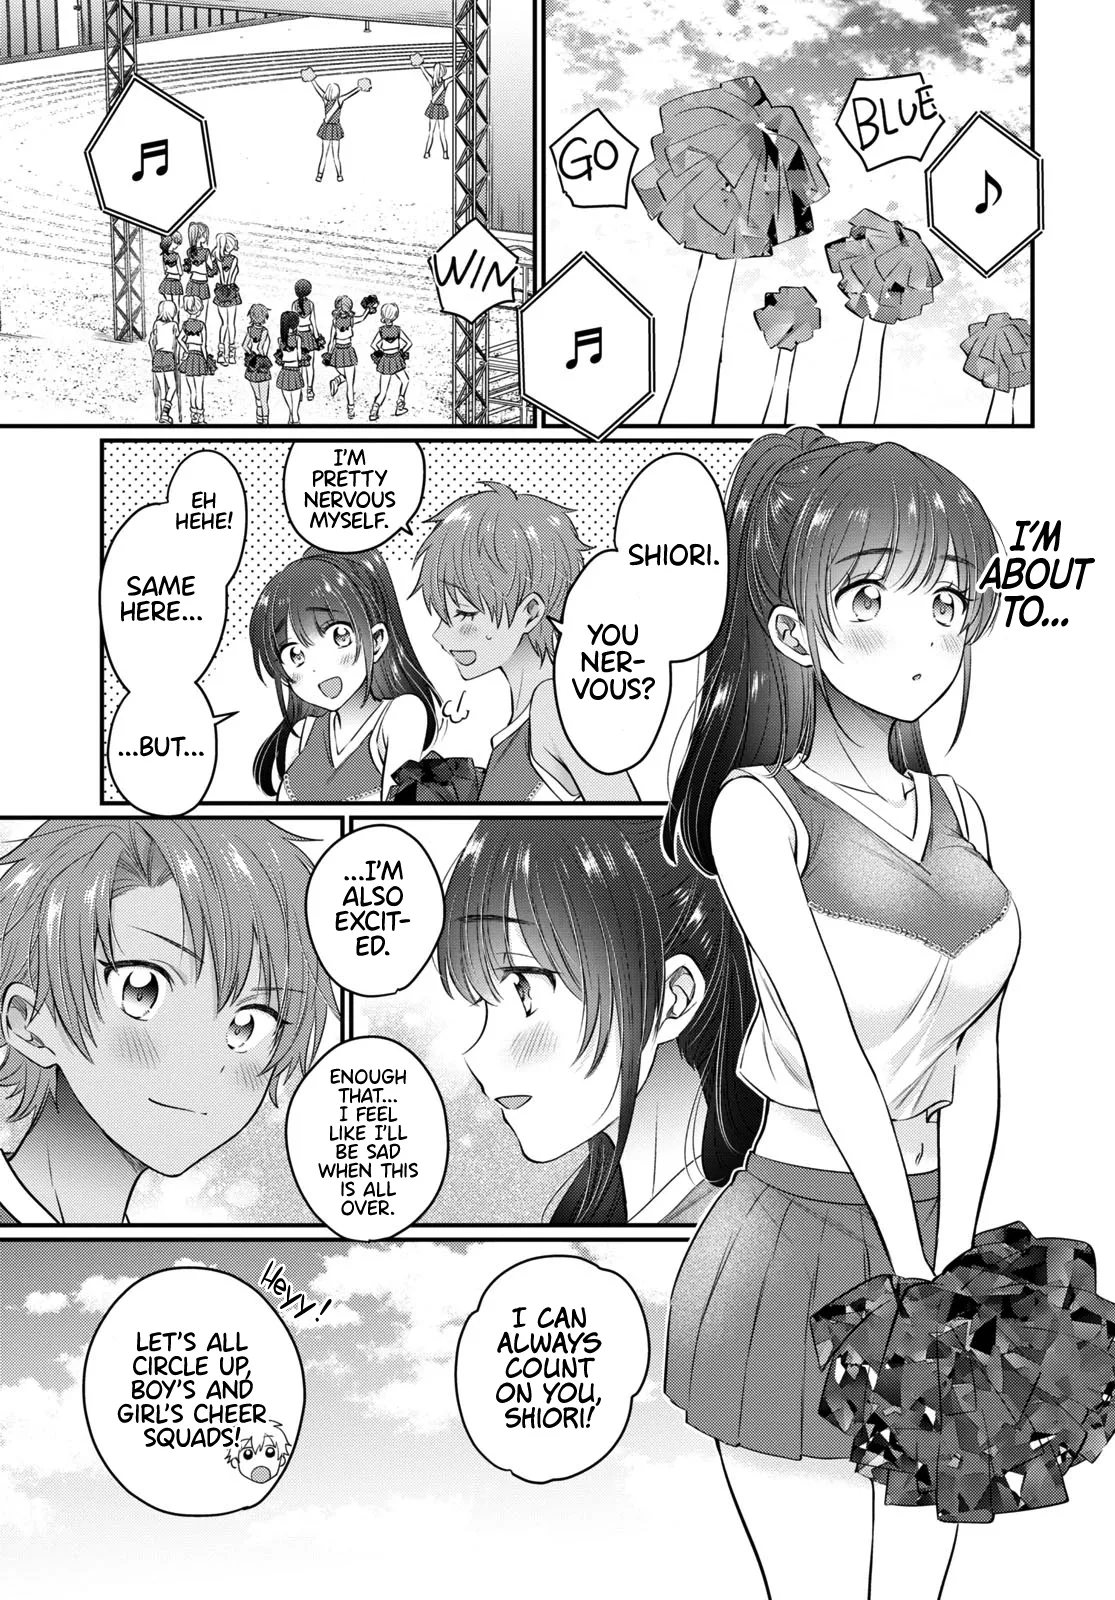 BLUE
♪
GO
♬
WIN
♬
I'M
ABOUT
TO...
SHIORI.
YOU
NER-
VOUS?
I'M
PRETTY
NERVOUS
MYSELF.
EH
HEHE!
SAME
HERE...
...BUT...
...I'M
ALSO
EXCIT-
ED.
ENOUGH
THAT...
I FEEL
LIKE I'LL
BE SAD
WHEN THIS
IS ALL
OVER.
I CAN
ALWAYS
COUNT
ON YOU,
SHIORI!
Heyy!
LET'S ALL
CIRCLE UP,
BOY'S AND
GIRL'S CHEER
SQUADS!